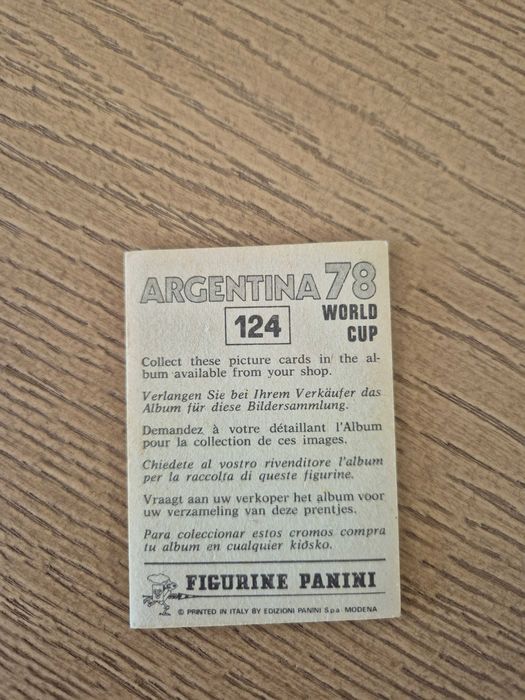 ARGENTINA 78
124
WORLD
CUP
Collect these picture cards in the al-
bum available from your shop.
Verlangen Sie bei Ihrem Verkäufer das
Album für diese Bildersammlung.
Demandez à votre détaillant l'Album
pour la collection de ces images.
Chiedete al vostro rivenditore l'album
per la raccolta di queste figurine.
Vraagt aan uw verkoper het album voor
uw verzameling van deze prentjes.
Para coleccionar estos cromos compra
tu album en cualquier kiósko.
FIGURINE PANINI
© PRINTED IN ITALY BY EDIZIONI PANINI S.p.a. MODENA